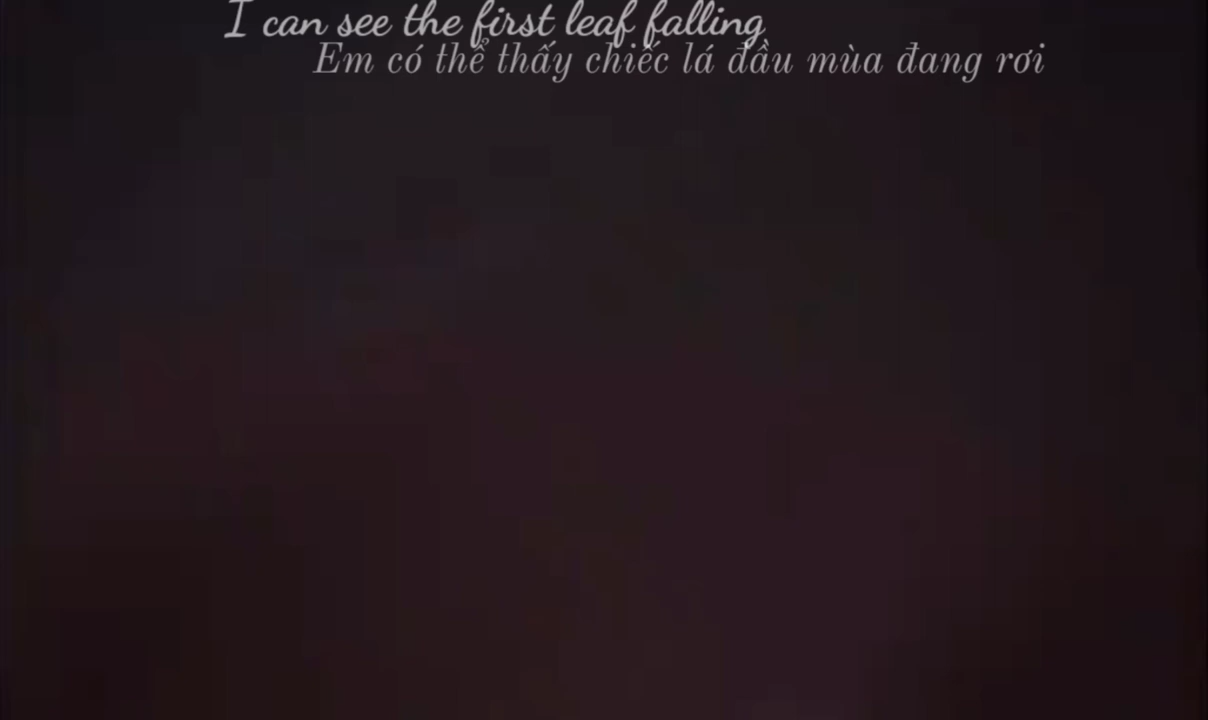 I can see the first leaf falling
Em có thể thấy chiếc lá đầu mùa đang rơi